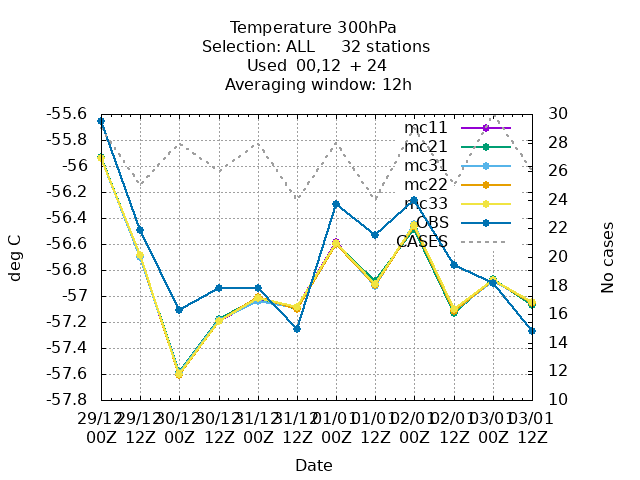 Temperature 300hPa
Selection: ALL 32 stations
Used 00,12 + 24
Averaging window: 12h
-55.6
-55.8
-56
-56.2
-56.4
-56.6
-56.8
-57
-57.2
-57.4
-57.6
-57.8
deg C
30
28
26
24
22
20
18
16
14
12
10
No cases
mc11
mc21
mc31
mc22
mc33
OBS
CASES
29/12 29/12 30/12 30/12 31/12 31/12 01/01 01/01 02/01 02/01 03/01 03/01
00Z 12Z 00Z 12Z 00Z 12Z 00Z 12Z 00Z 12Z 00Z 12Z
Date